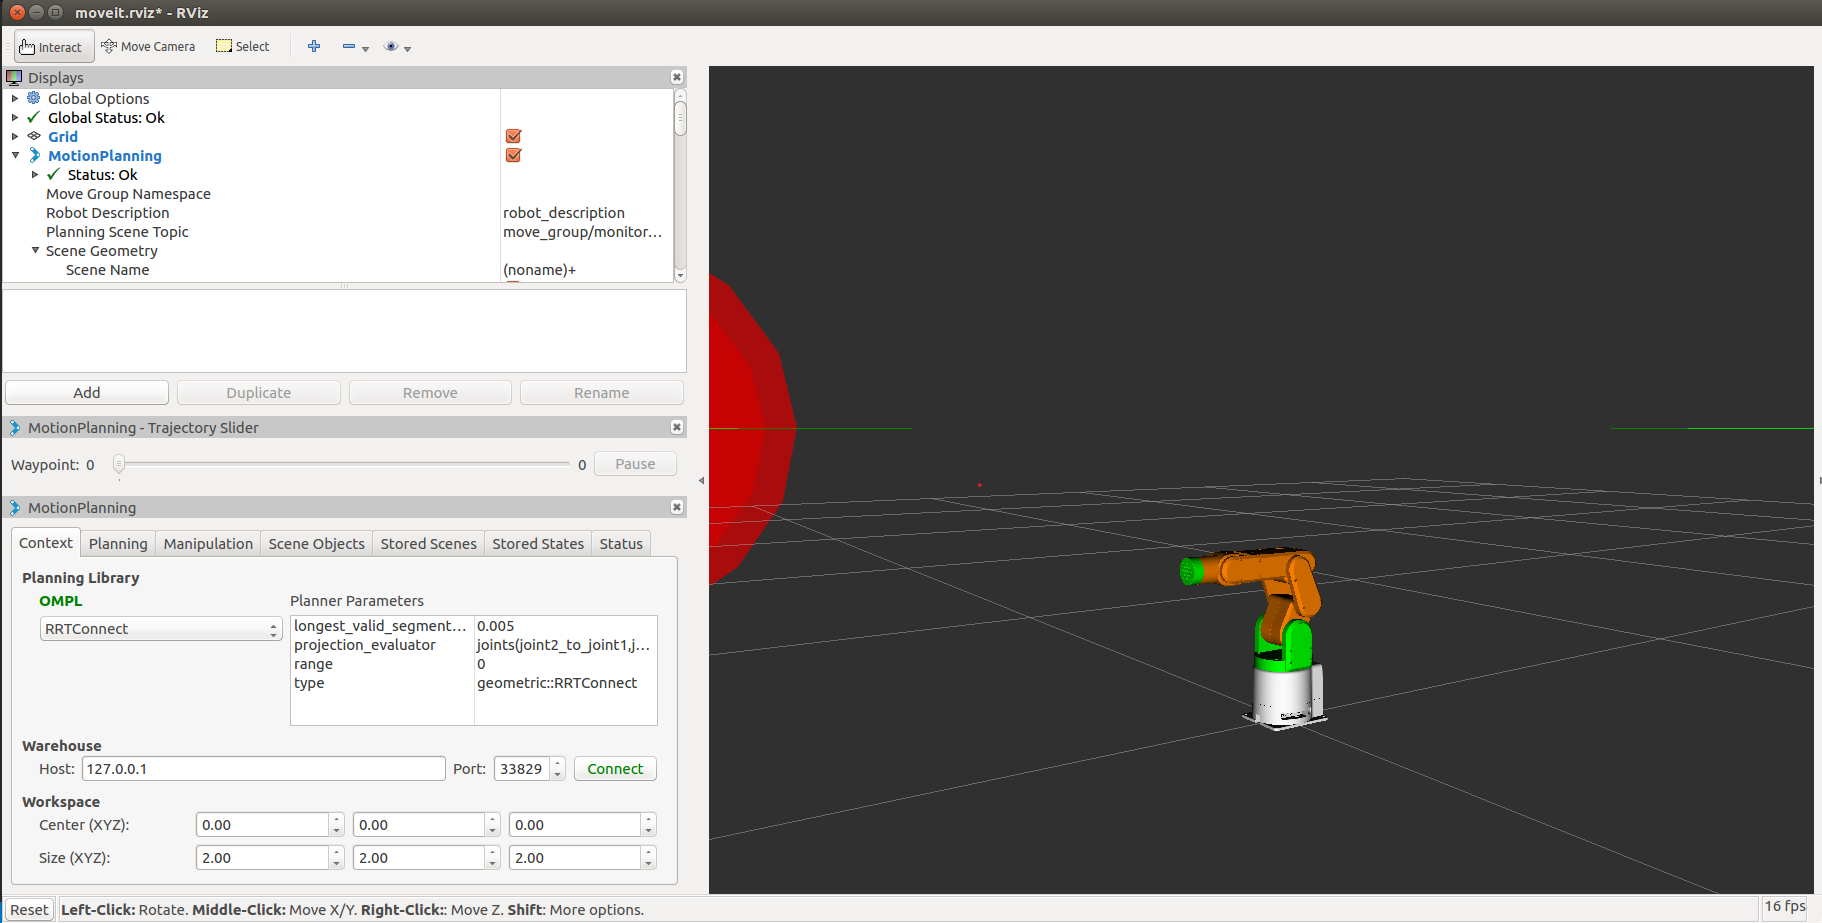 moveit.rviz* - RViz
Interact Move Camera Select
Displays
Global Options
Global Status: Ok
Grid
MotionPlanning
Status: Ok
Move Group Namespace
Robot Description robot_description
Planning Scene Topic move_group/monitor...
Scene Geometry
Scene Name (noname)+
Add Duplicate Remove Rename
MotionPlanning - Trajectory Slider
Waypoint: 0 0 Pause
MotionPlanning
Context Planning Manipulation Scene Objects Stored Scenes Stored States Status
Planning Library
OMPL Planner Parameters
RRTConnect
longest_valid_segment... 0.005
projection_evaluator joints(joint2_to_joint1,j...
range 0
type geometric::RRTConnect
Warehouse
Host: 127.0.0.1 Port: 33829 Connect
Workspace
Center (XYZ): 0.00 0.00 0.00
Size (XYZ): 2.00 2.00 2.00
Reset Left-Click: Rotate. Middle-Click: Move X/Y. Right-Click:: Move Z. Shift: More options. 16 fps